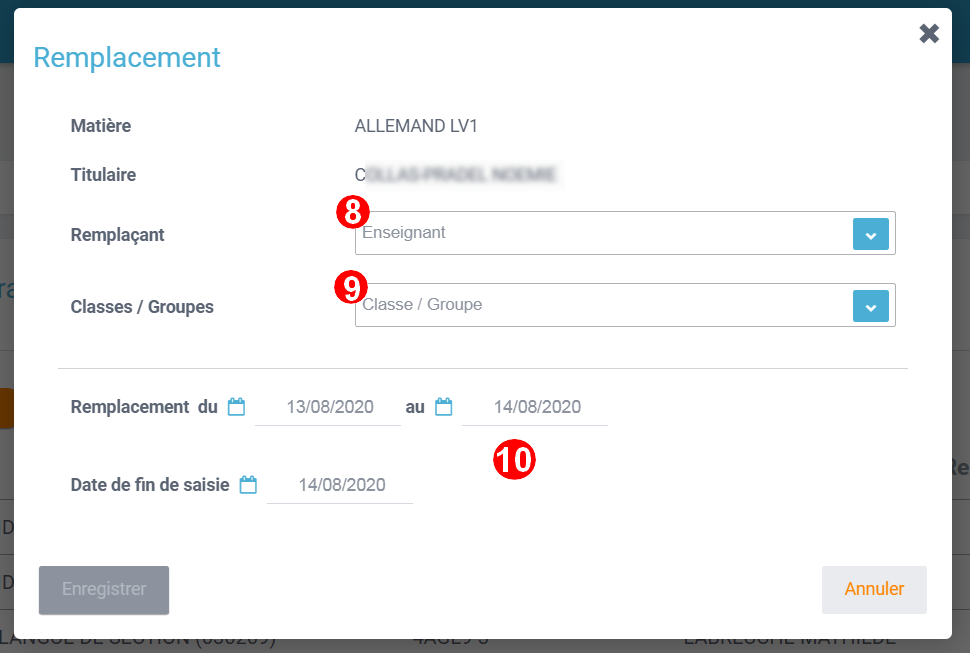 Remplacement
Matière ALLEMAND LV1
Titulaire
8
Remplaçant Enseignant
9
Classes / Groupes Classe / Groupe
Remplacement du 13/08/2020 au 14/08/2020
10
Date de fin de saisie 14/08/2020
Enregistrer Annuler